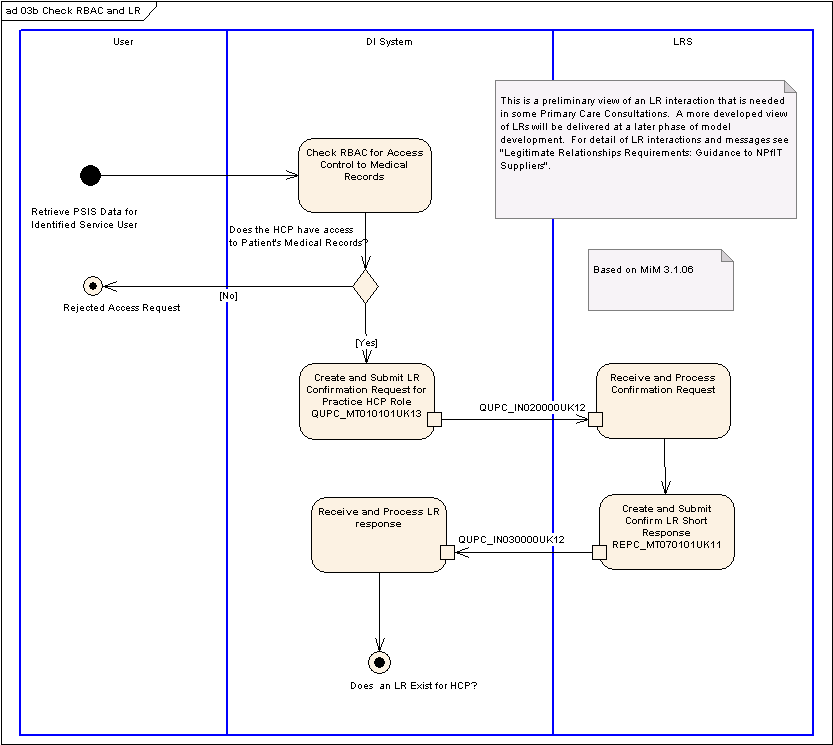 ad 03b Check RBAC and LR
User
DI System
LRS
This is a preliminary view of an LR interaction that is needed
in some Primary Care Consultations. A more developed view
of LRs will be delivered at a later phase of model
development. For detail of LR interactions and messages see
"Legitimate Relationships Requirements: Guidance to NPfIT
Suppliers".
Check RBAC for Access
Control to Medical
Records
Retrieve PSIS Data for
Identified Service User
Does the HCP have access
to Patient's Medical Records?
Based on MiM 3.1.06
[No]
Rejected Access Request
[Yes]
Create and Submit LR
Confirmation Request for
Practice HCP Role
QUPC_MT010101UK13
QUPC_IN020000UK12
Receive and Process
Confirmation Request
Receive and Process LR
response
QUPC_IN030000UK12
Create and Submit
Confirm LR Short
Response
REPC_MT070101UK11
Does an LR Exist for HCP?